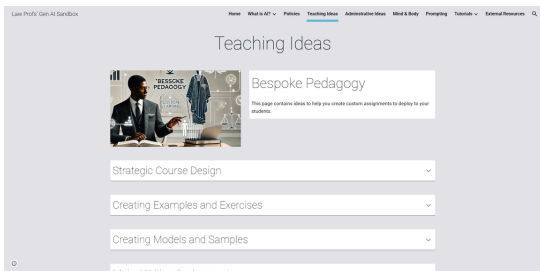 Law Profs' Gen AI Sandbox
Home What is AI? Policies Teaching Ideas Administrative Ideas Mind & Body Prompting Tutorials External Resources
Teaching Ideas
"BESSCKE
PEDAGOGY
Bespoke Pedagogy
This page contains ideas to help you create custom assignments to deploy to your
students.
Strategic Course Design
Creating Examples and Exercises
Creating Models and Samples